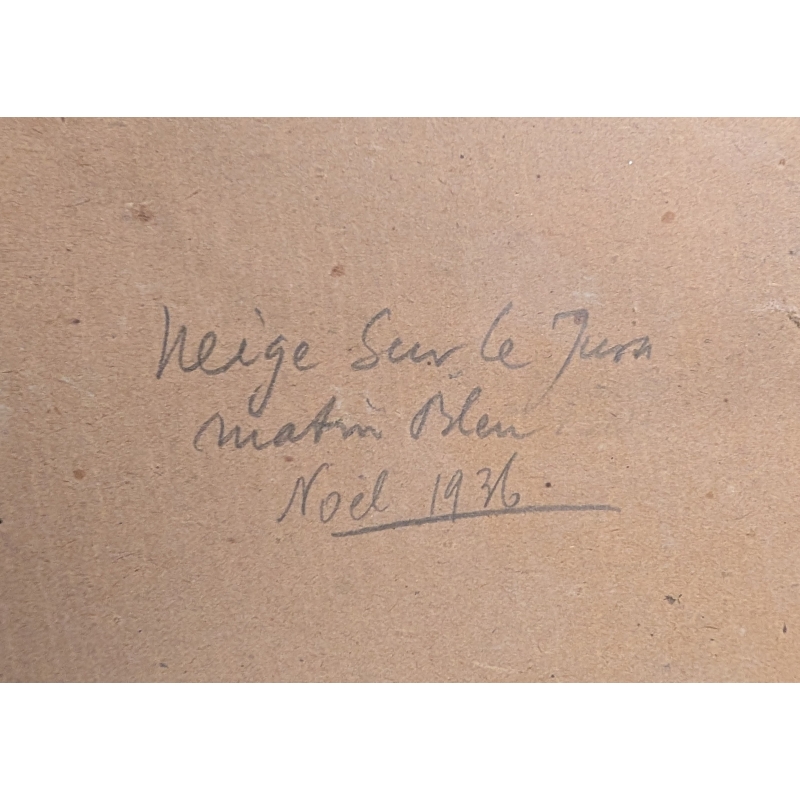 Neige Sur le Jura
matin Bleu
Noël 1936.